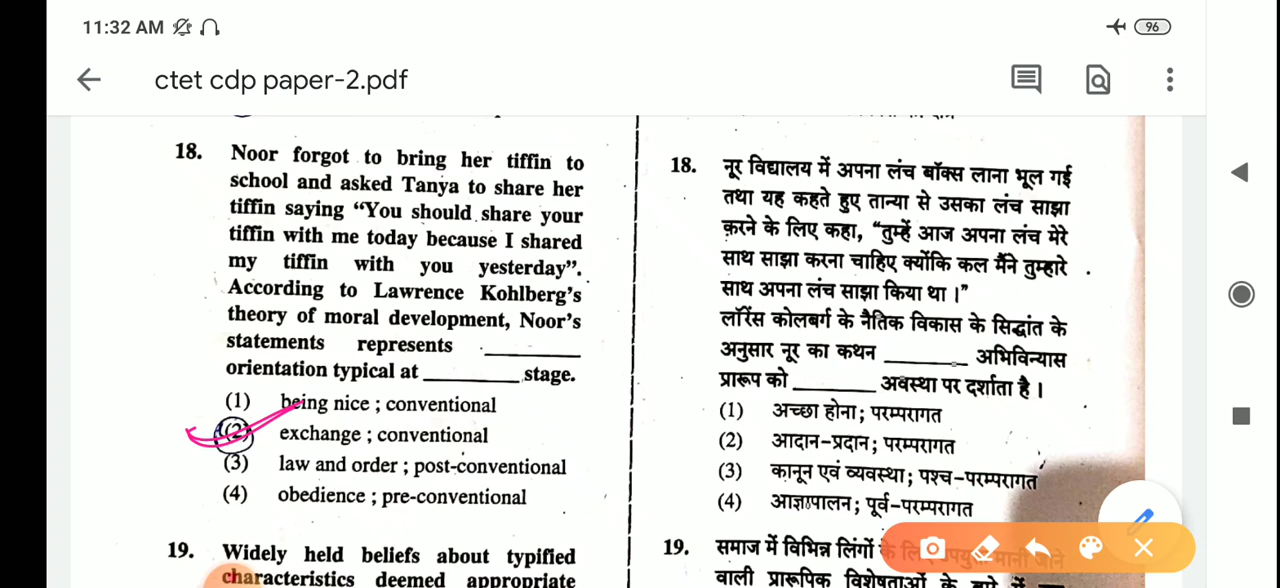 11:32 AM
96
ctet cdp paper-2.pdf
18. Noor forgot to bring her tiffin to
school and asked Tanya to share her
tiffin saying “You should share your
tiffin with me today because I shared
my tiffin with you yesterday”.
According to Lawrence Kohlberg’s
theory of moral development, Noor’s
statements represents ________
orientation typical at ________ stage.
(1) being nice ; conventional
(2) exchange ; conventional
(3) law and order ; post-conventional
(4) obedience ; pre-conventional
19. Widely held beliefs about typified
characteristics deemed appropriate
18. नूर विद्यालय में अपना लंच बॉक्स लाना भूल गई
तथा यह कहते हुए तान्या से उसका लंच साझा
करने के लिए कहा, “तुम्हें आज अपना लंच मेरे
साथ साझा करना चाहिए क्योंकि कल मैंने तुम्हारे
साथ अपना लंच साझा किया था ।”
लॉरेंस कोलबर्ग के नैतिक विकास के सिद्धांत के
अनुसार नूर का कथन ________ अभिविन्यास
प्रारूप को ________ अवस्था पर दर्शाता है ।
(1) अच्छा होना ; परम्परागत
(2) आदान-प्रदान ; परम्परागत
(3) कानून एवं व्यवस्था ; पश्च-परम्परागत
(4) आज्ञापालन ; पूर्व-परम्परागत
19. समाज में विभिन्न लिंगों
वाली प्रारूपिक विशेषताओं के बारे में